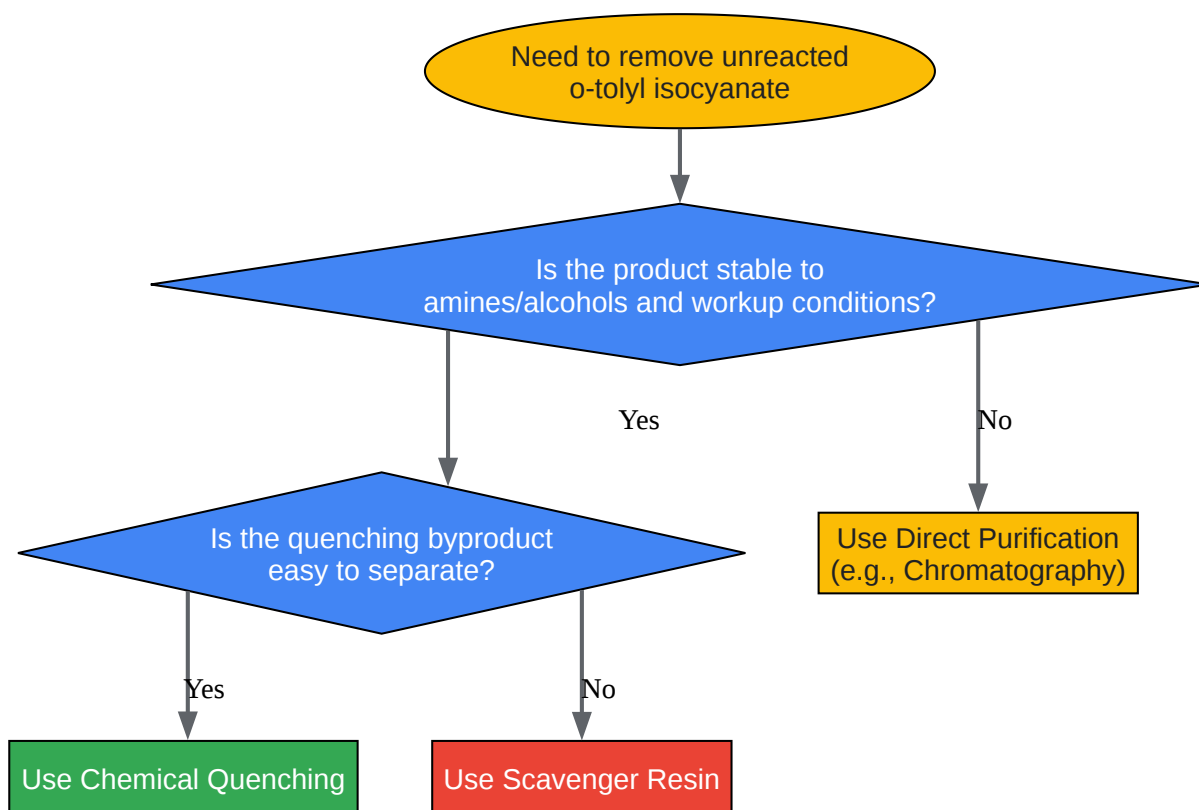 Need to remove unreacted
o-tolyl isocyanate
Is the product stable to
amines/alcohols and workup conditions?
Yes
No
Is the quenching byproduct
easy to separate?
Use Direct Purification
(e.g., Chromatography)
Yes
No
Use Chemical Quenching
Use Scavenger Resin